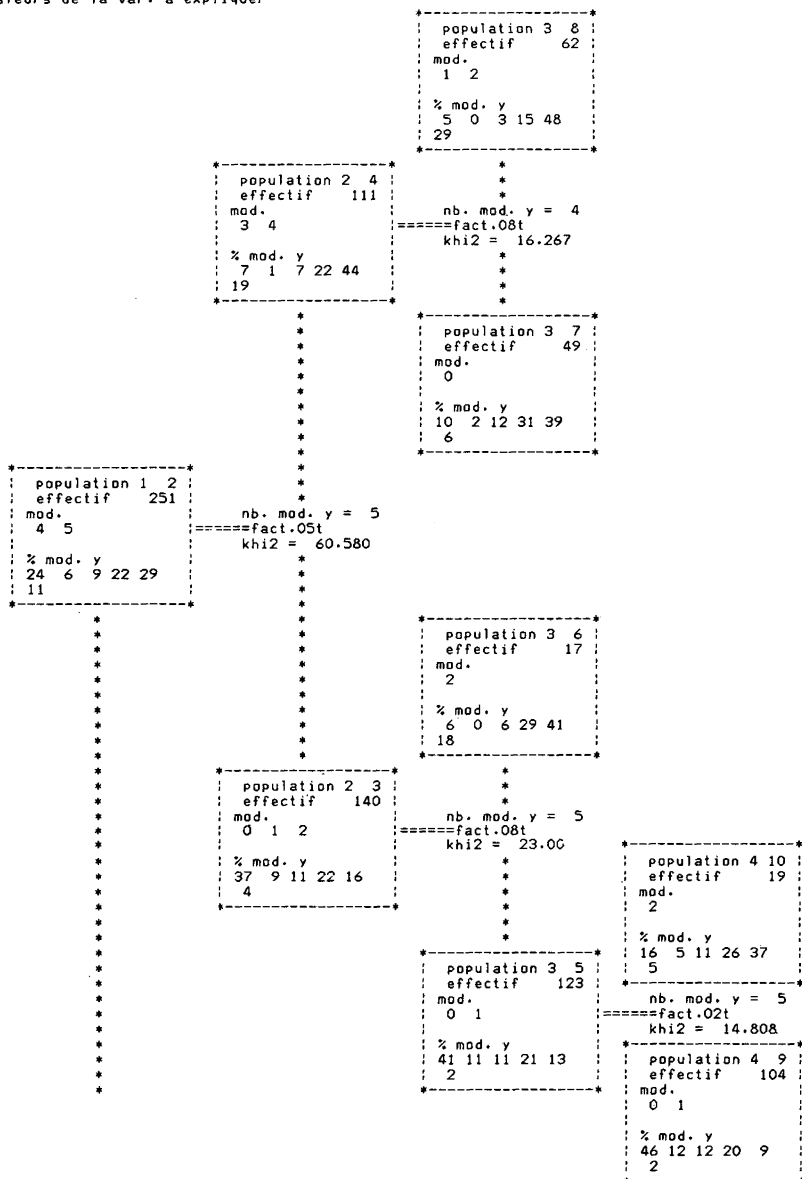 de la var. à expliquer
population 3 8
effectif 62
mod.
1 2
% mod. y
5 0 3 15 48
29
population 2 4
effectif 111
mod.
3 4
% mod. y
7 1 7 22 44
19
nb. mod. y = 4
======fact.08t
khi2 = 16.267
population 3 7
effectif 49
mod.
0
% mod. y
10 2 12 31 39
6
population 1 2
effectif 251
mod.
4 5
% mod. y
24 6 9 22 29
11
nb. mod. y = 5
======fact.05t
khi2 = 60.580
population 3 6
effectif 17
mod.
2
% mod. y
6 0 6 29 41
18
population 2 3
effectif 140
mod.
0 1 2
% mod. y
37 9 11 22 16
4
nb. mod. y = 5
======fact.08t
khi2 = 23.00
population 4 10
effectif 19
mod.
2
% mod. y
16 5 11 26 37
5
population 3 5
effectif 123
mod.
0 1
% mod. y
41 11 11 21 13
2
nb. mod. y = 5
======fact.02t
khi2 = 14.808
population 4 9
effectif 104
mod.
0 1
% mod. y
46 12 12 20 9
2